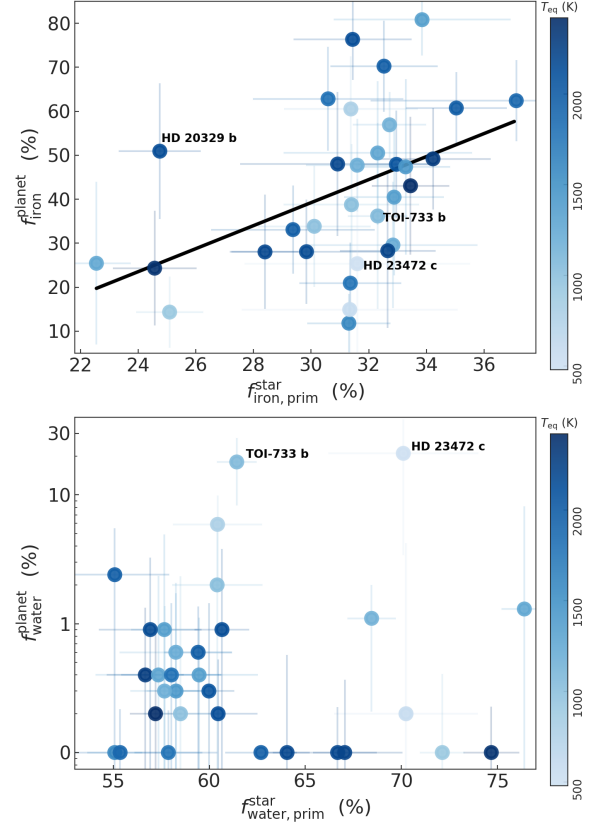 T_eq (K)
80
70
60
50
40
30
20
10
f_iron^planet (%)
HD 20329 b
TOI-733 b
HD 23472 c
2000
1500
1000
500
22 24 26 28 30 32 34 36
f_iron, prim^star (%)
T_eq (K)
30
10
1
0
f_water^planet (%)
TOI-733 b
HD 23472 c
2000
1500
1000
500
55 60 65 70 75
f_water, prim^star (%)